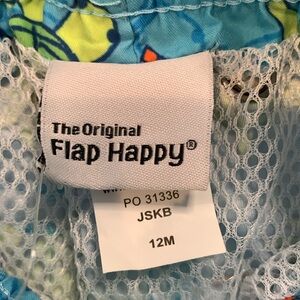 The Original
Flap Happy®
PO 31336
JSKB
12M